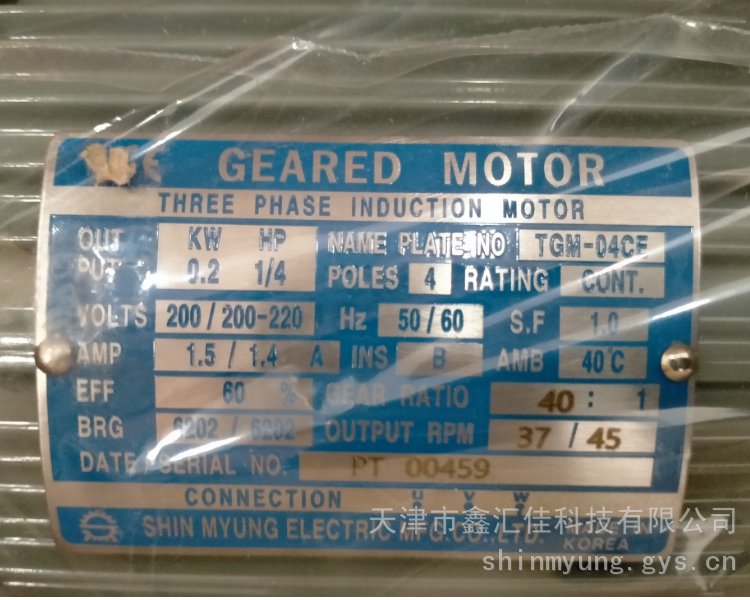 GEARED MOTOR
THREE PHASE INDUCTION MOTOR
OUT PUT KW HP 0.2 1/4
NAME PLATE NO TGM-04CF
POLES 4 RATING CONT.
VOLTS 200/200-220 Hz 50/60 S.F 1.0
AMP 1.5/1.4 A INS B AMB 40℃
EFF 60 % GEAR RATIO 40 : 1
BRG 6202/6202 OUTPUT RPM 37/45
DATE/SERIAL NO. PT 00459
CONNECTION U V W
SHIN MYUNG ELECTRIC MFG.CO.,LTD.
KOREA
天津市鑫汇佳科技有限公司
shinmyung.gys.cn